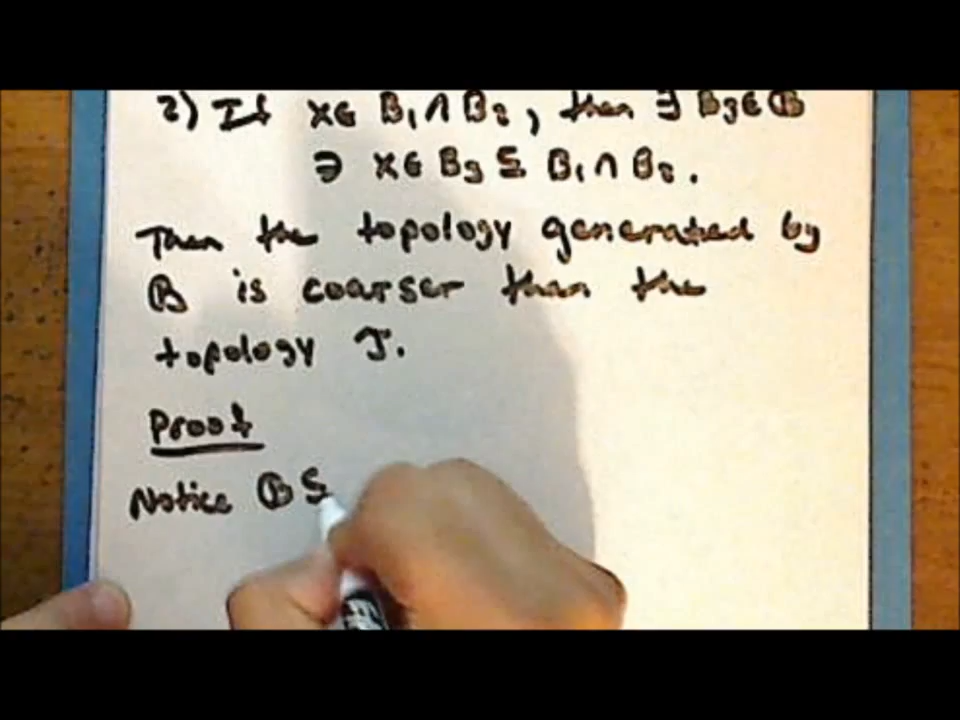 2) If x∈ B₁∩B₂, then ∃ B₃∈𝔹
∋ x∈B₃ ⊆ B₁∩B₂.
Then the topology generated by
𝔹 is coarser than the
topology 𝒯.
Proof
Notice 𝔹 ⊆